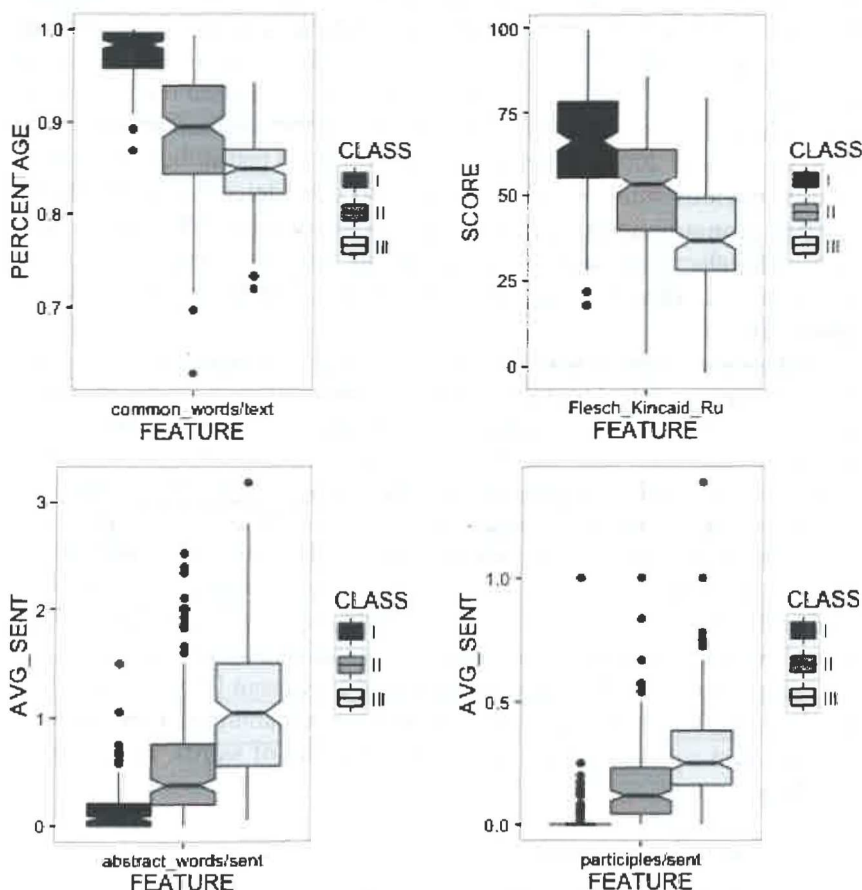 PERCENTAGE
1.0
0.9
0.8
0.7
common_words/text
FEATURE
CLASS
I
II
III
SCORE
100
75
50
25
0
Flesch_Kincaid_Ru
FEATURE
CLASS
I
II
III
AVG_SENT
3
2
1
0
abstract_words/sent
FEATURE
CLASS
I
II
III
AVG_SENT
1.0
0.5
0.0
participles/sent
FEATURE
CLASS
I
II
III